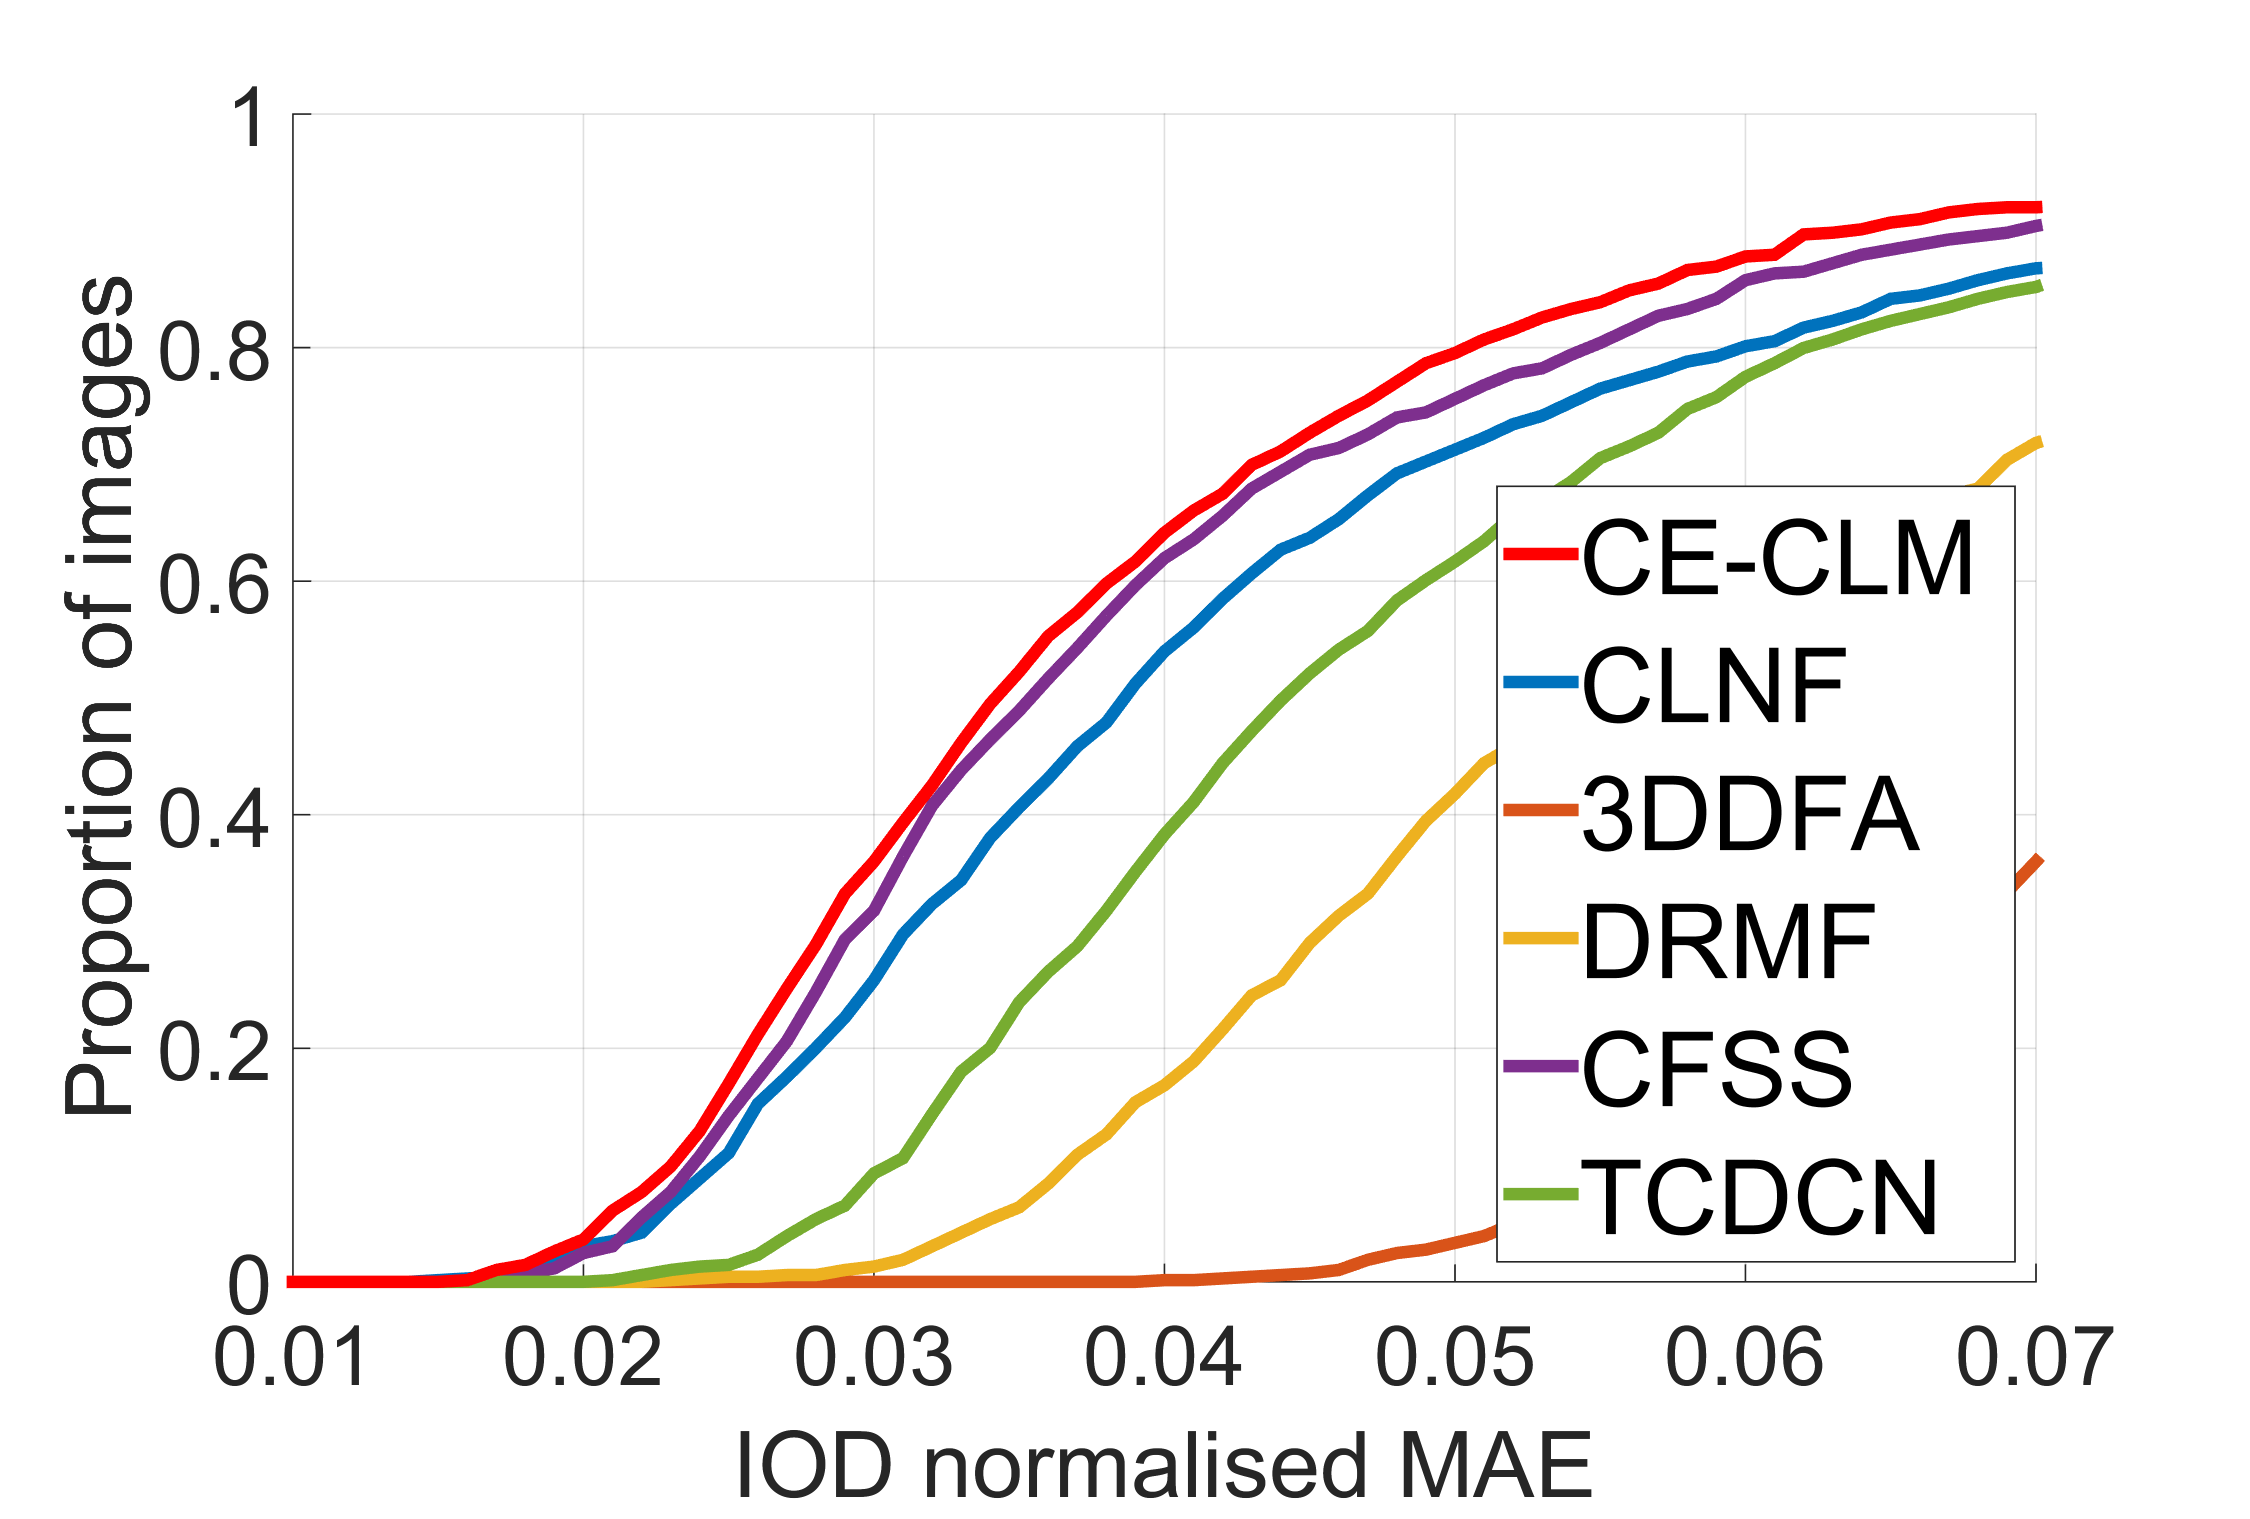 Proportion of images
1
0.8
0.6
0.4
0.2
0
0.01 0.02 0.03 0.04 0.05 0.06 0.07
IOD normalised MAE
CE-CLM
CLNF
3DDFA
DRMF
CFSS
TCDCN